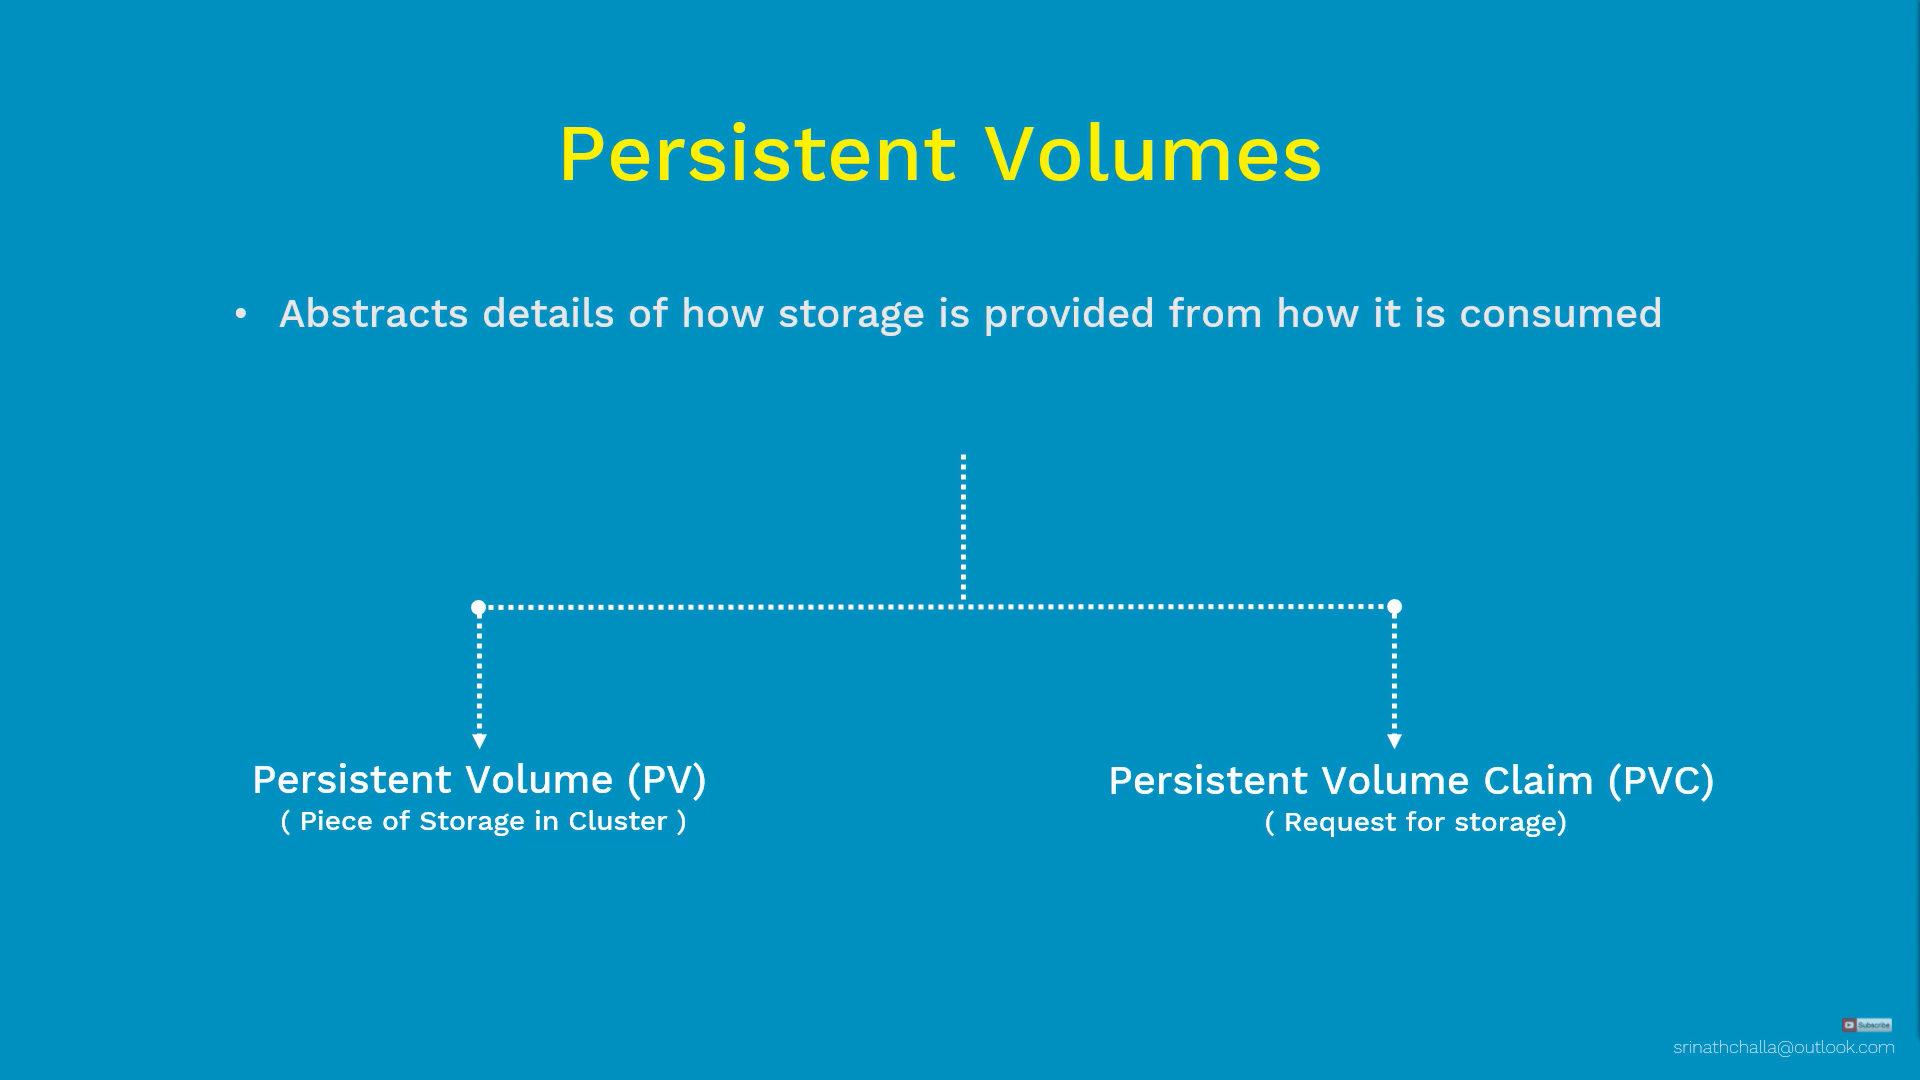 Persistent Volumes
• Abstracts details of how storage is provided from how it is consumed
Persistent Volume (PV)
( Piece of Storage in Cluster )
Persistent Volume Claim (PVC)
( Request for storage)
Subscribe
srinathchalla@outlook.com